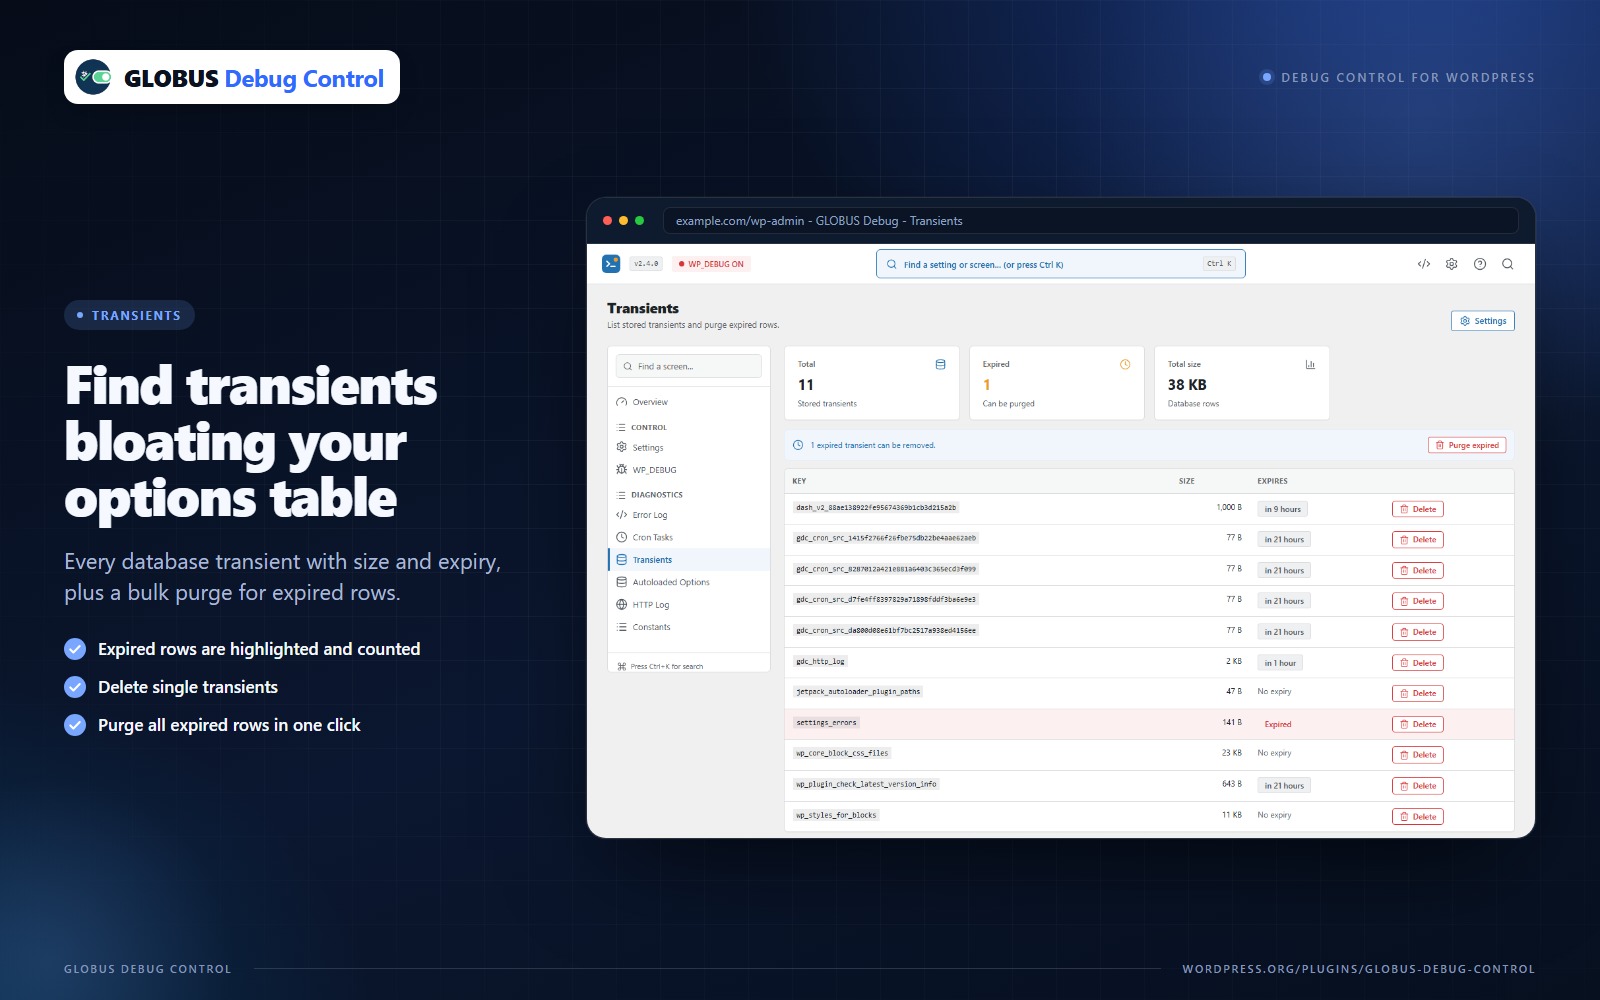 GLOBUS Debug Control
DEBUG CONTROL FOR WORDPRESS
TRANSIENTS
Find transients
bloating your
options table
Every database transient with size and expiry,
plus a bulk purge for expired rows.
Expired rows are highlighted and counted
Delete single transients
Purge all expired rows in one click
example.com/wp-admin - GLOBUS Debug - Transients
v2.4.0
WP_DEBUG ON
Find a setting or screen... (or press Ctrl K)
Ctrl K
Transients
List stored transients and purge expired rows.
Settings
Find a screen...
Overview
CONTROL
Settings
WP_DEBUG
DIAGNOSTICS
Error Log
Cron Tasks
Transients
Autoloaded Options
HTTP Log
Constants
Press Ctrl+K for search
Total
11
Stored transients
Expired
1
Can be purged
Total size
38 KB
Database rows
1 expired transient can be removed.
Purge expired
KEY SIZE EXPIRES
dash_v2_88ae138922fe95674369b1cb3d215a2b 1,000 B in 9 hours Delete
gdc_cron_src_1415f2766f26fbe75db22be4aae62aeb 77 B in 21 hours Delete
gdc_cron_src_8287012a421e881a6403c365ecd3f099 77 B in 21 hours Delete
gdc_cron_src_d7fe4ff8397829a71898fddf3ba6e9e3 77 B in 21 hours Delete
gdc_cron_src_da800d08e61bf7bc2517a938ed4156ee 77 B in 21 hours Delete
gdc_http_log 2 KB in 1 hour Delete
jetpack_autoloader_plugin_paths 47 B No expiry Delete
settings_errors 141 B Expired Delete
wp_core_block_css_files 23 KB No expiry Delete
wp_plugin_check_latest_version_info 643 B in 21 hours Delete
wp_styles_for_blocks 11 KB No expiry Delete
GLOBUS DEBUG CONTROL
WORDPRESS.ORG/PLUGINS/GLOBUS-DEBUG-CONTROL